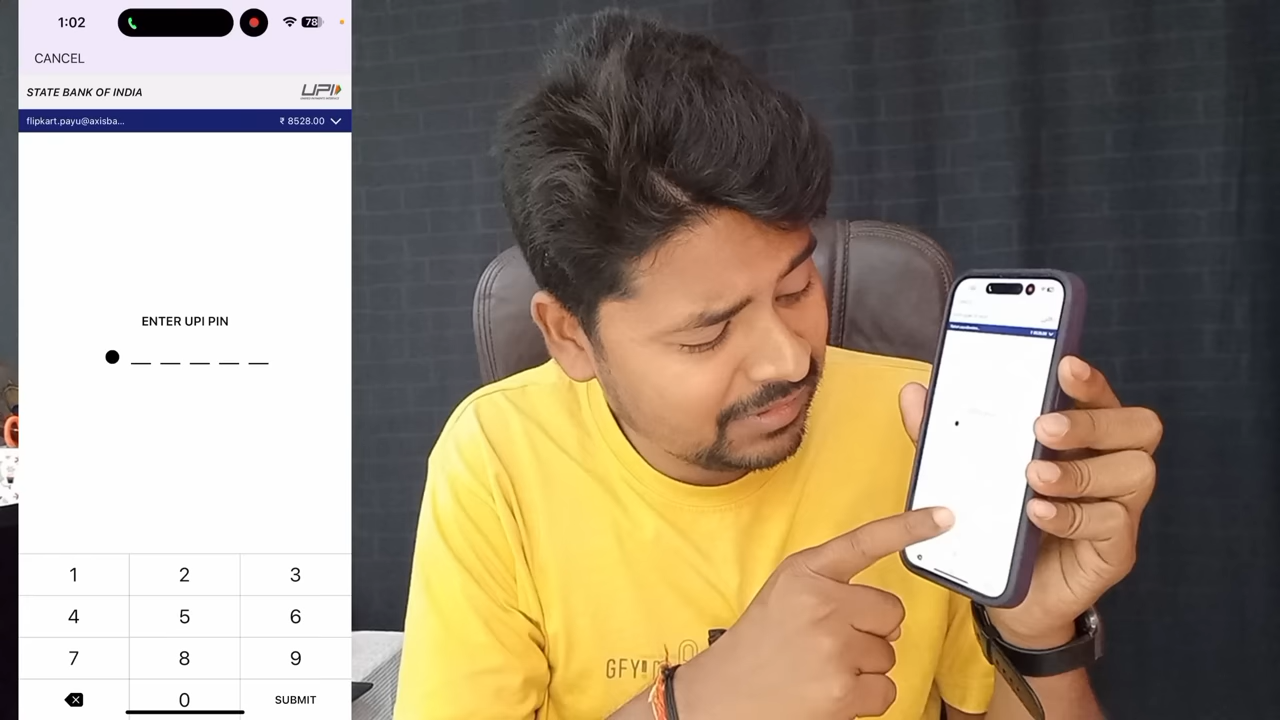 1:02
78
CANCEL
STATE BANK OF INDIA
UPI
flipkart.payu@axisba...
₹ 8528.00
ENTER UPI PIN
1 2 3
4 5 6
7 8 9
0 SUBMIT
GFY